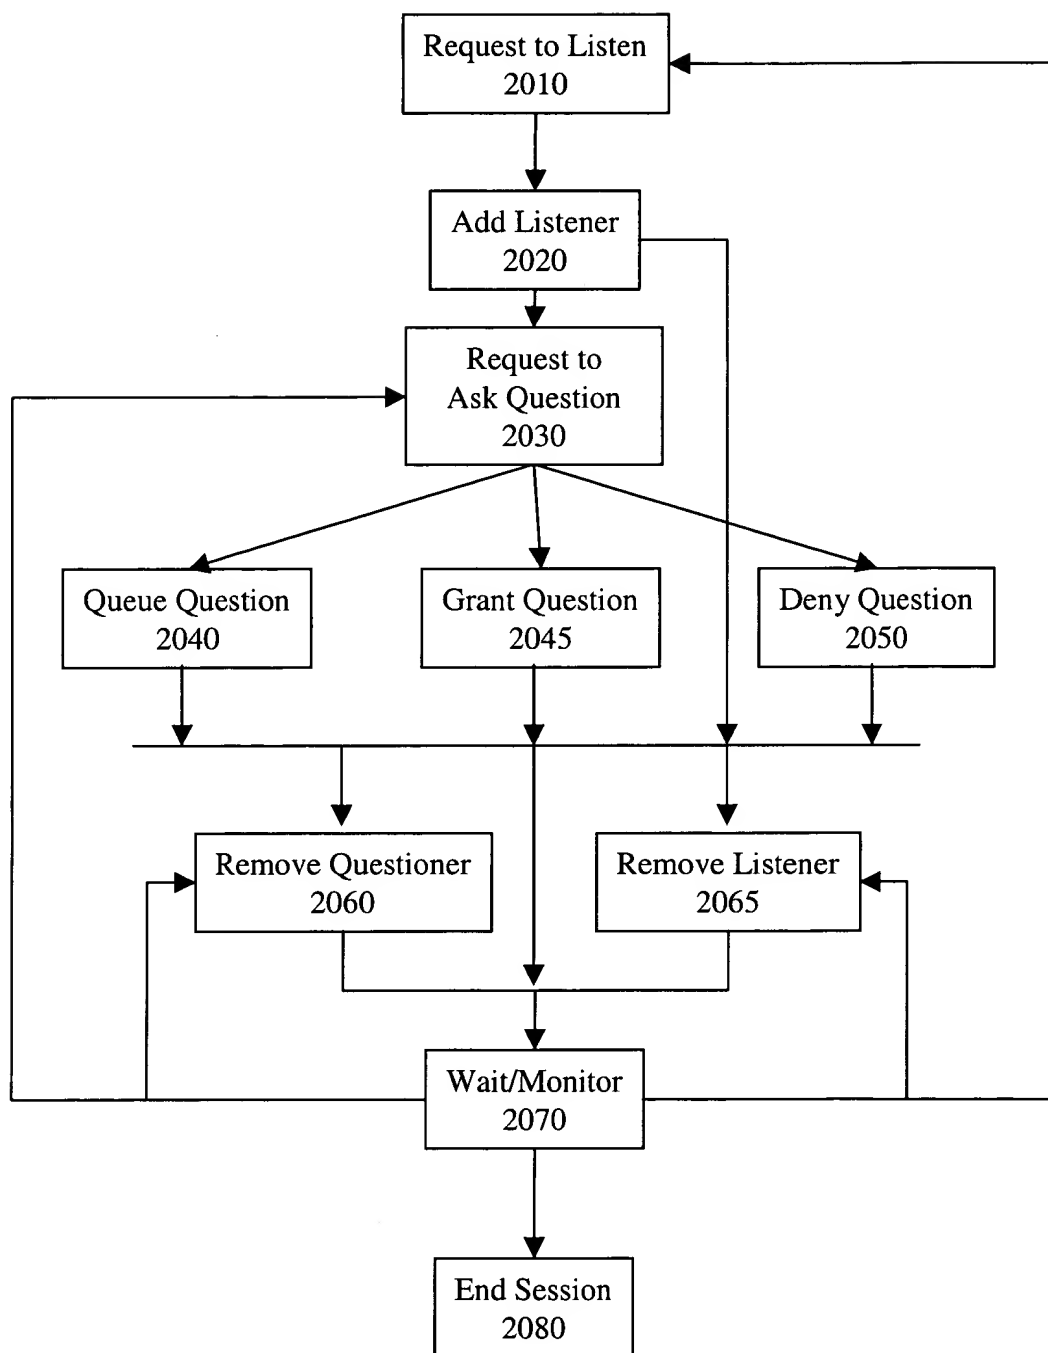 Request to Listen
2010
Add Listener
2020
Request to
Ask Question
2030
Queue Question
2040
Grant Question
2045
Deny Question
2050
Remove Questioner
2060
Remove Listener
2065
Wait/Monitor
2070
End Session
2080